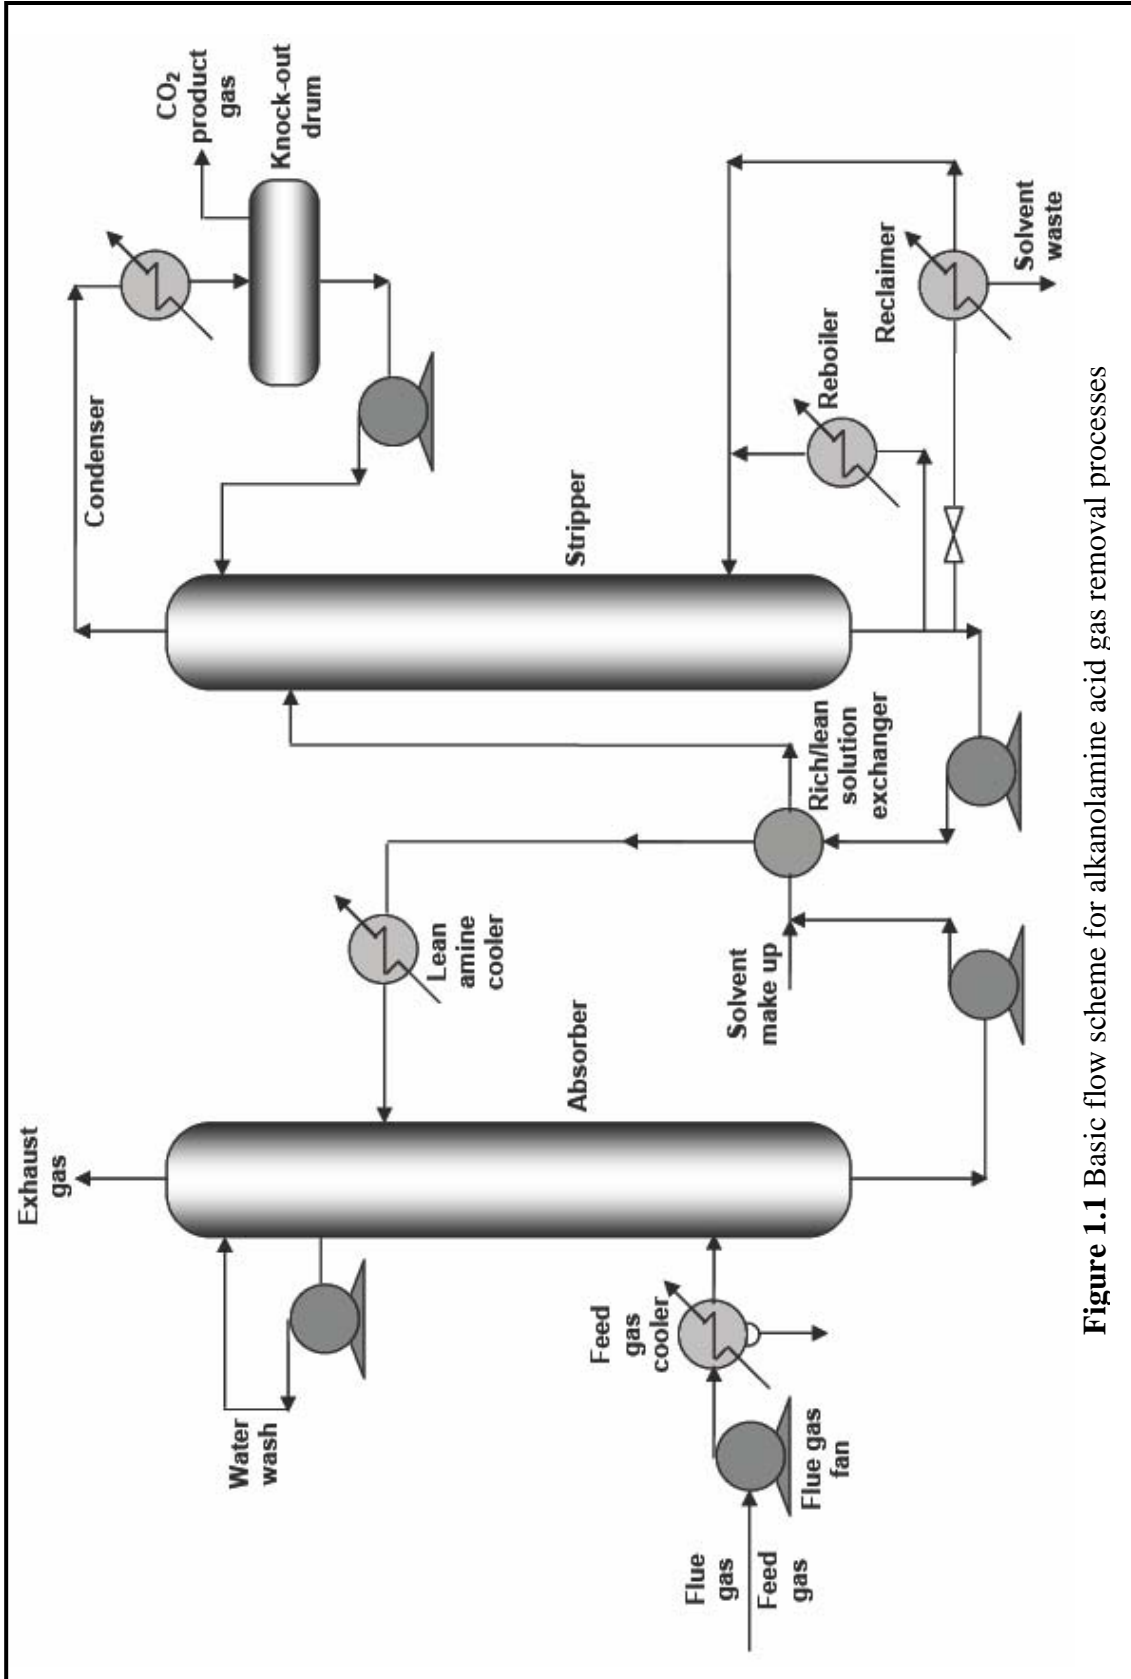 Exhaust
gas
Water
wash
Absorber
Flue
gas
Feed
gas
Flue gas
fan
Feed
gas
cooler
Lean
amine
cooler
Solvent
make up
Rich/lean
solution
exchanger
Condenser
Stripper
CO₂
product
gas
Knock-out
drum
Reboiler
Reclaimer
Solvent
waste
Figure 1.1 Basic flow scheme for alkanolamine acid gas removal processes